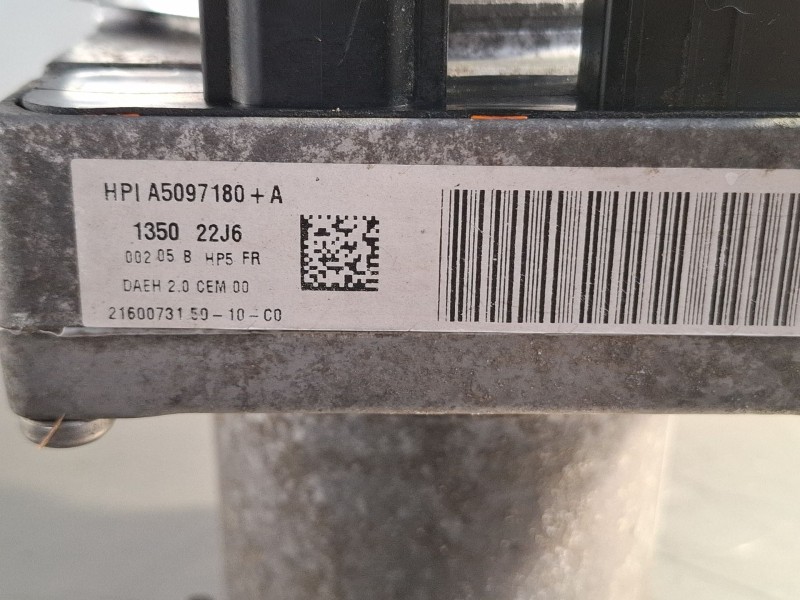 HPI A5097180 + A
1350 22J6
002 05 B HP5 FR
DAEH 2.0 CEM 00
21600731 50-10-C0